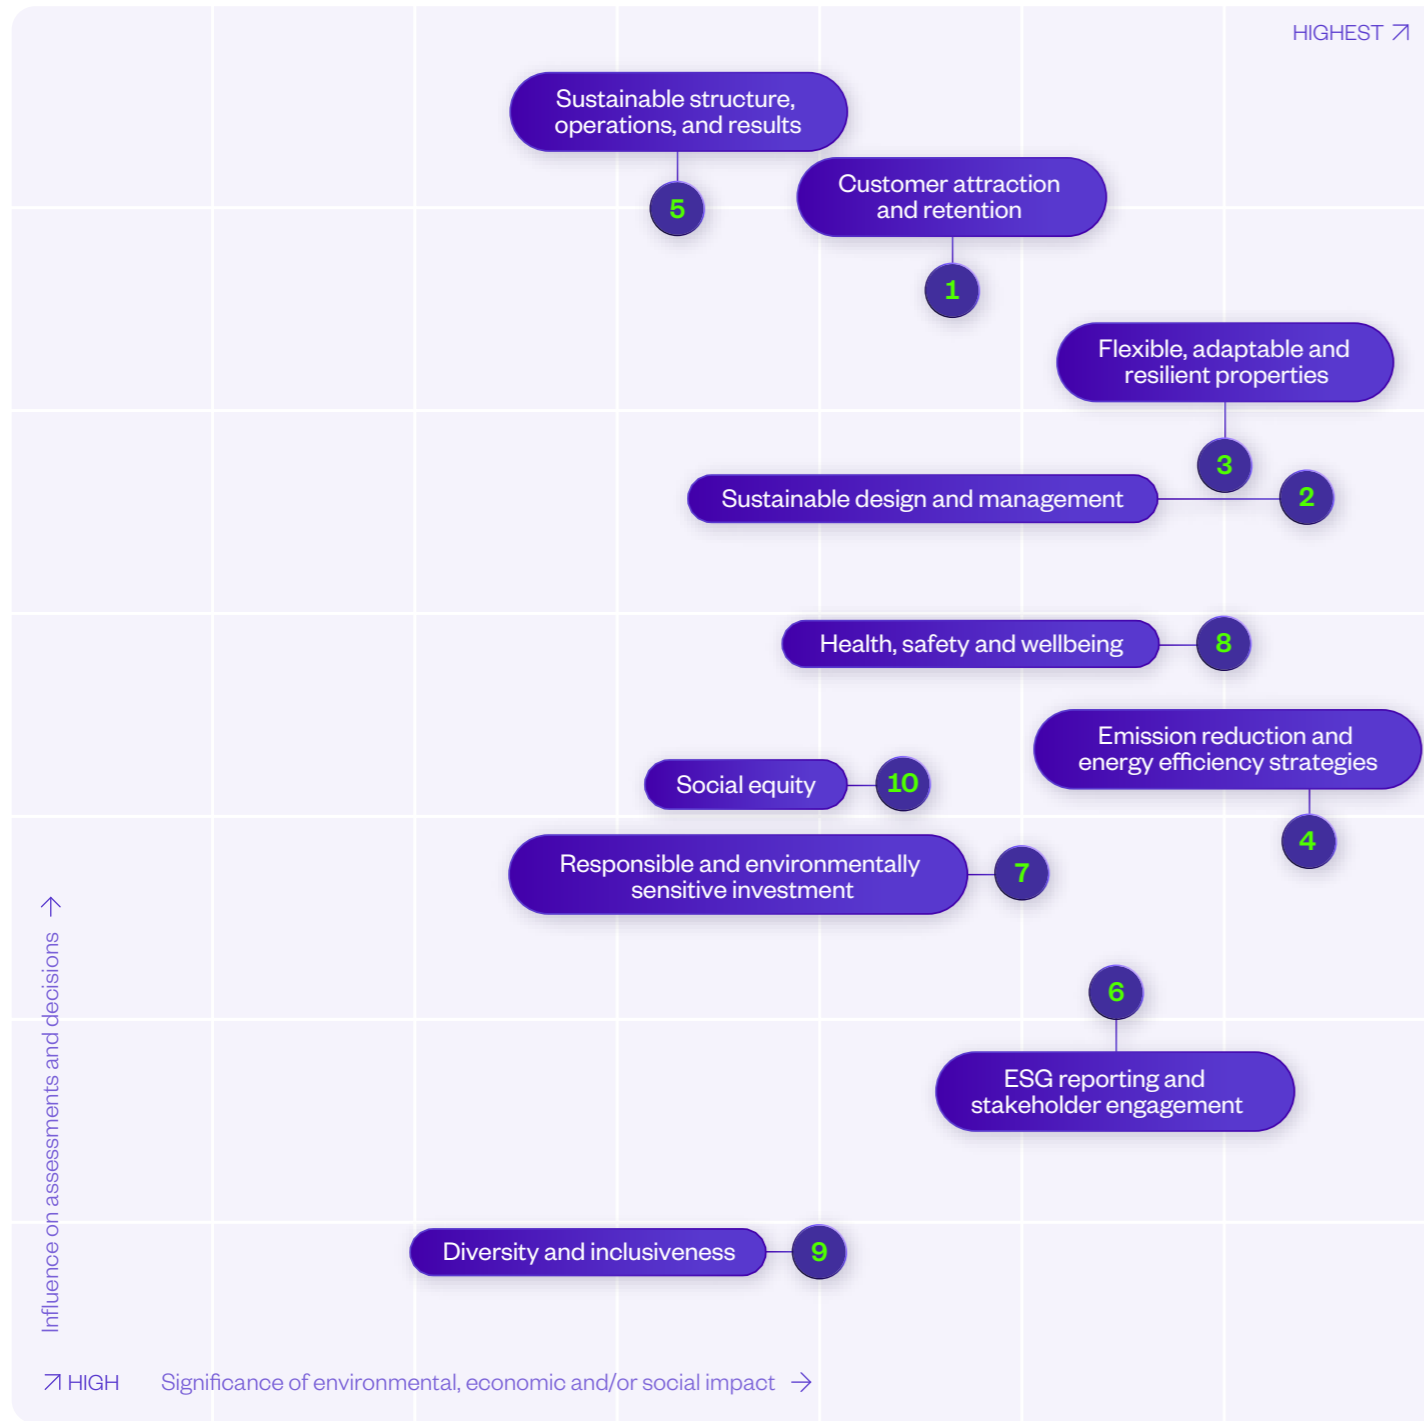 HIGHEST ↗
Sustainable structure,
operations, and results
5
Customer attraction
and retention
1
Flexible, adaptable and
resilient properties
3
Sustainable design and management
2
Health, safety and wellbeing
8
Emission reduction and
energy efficiency strategies
4
Social equity
10
Responsible and environmentally
sensitive investment
7
6
ESG reporting and
stakeholder engagement
Diversity and inclusiveness
9
Influence on assessments and decisions →
↗ HIGH
Significance of environmental, economic and/or social impact →